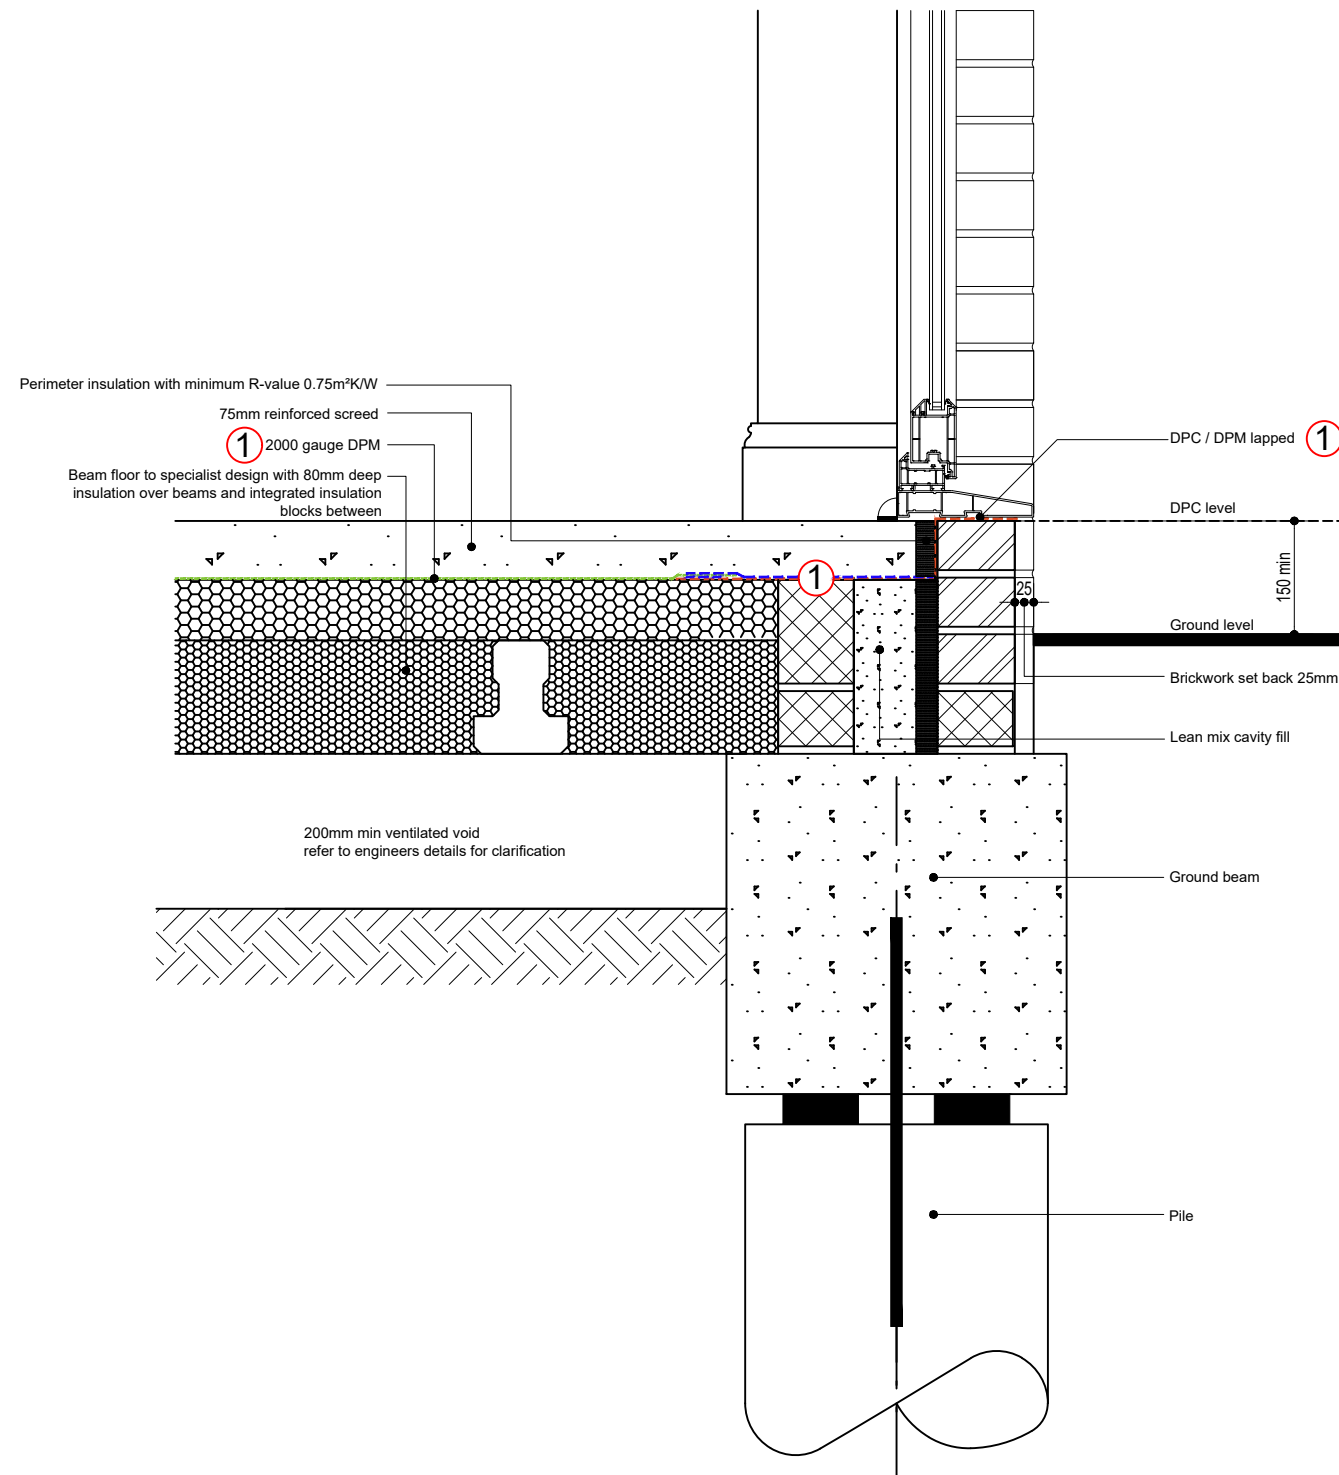 Perimeter insulation with minimum R-value 0.75m²K/W
75mm reinforced screed
1 2000 gauge DPM
Beam floor to specialist design with 80mm deep
insulation over beams and integrated insulation
blocks between
DPC / DPM lapped 1
DPC level
150 min
1
25
Ground level
Brickwork set back 25mm
Lean mix cavity fill
200mm min ventilated void
refer to engineers details for clarification
Ground beam
Pile